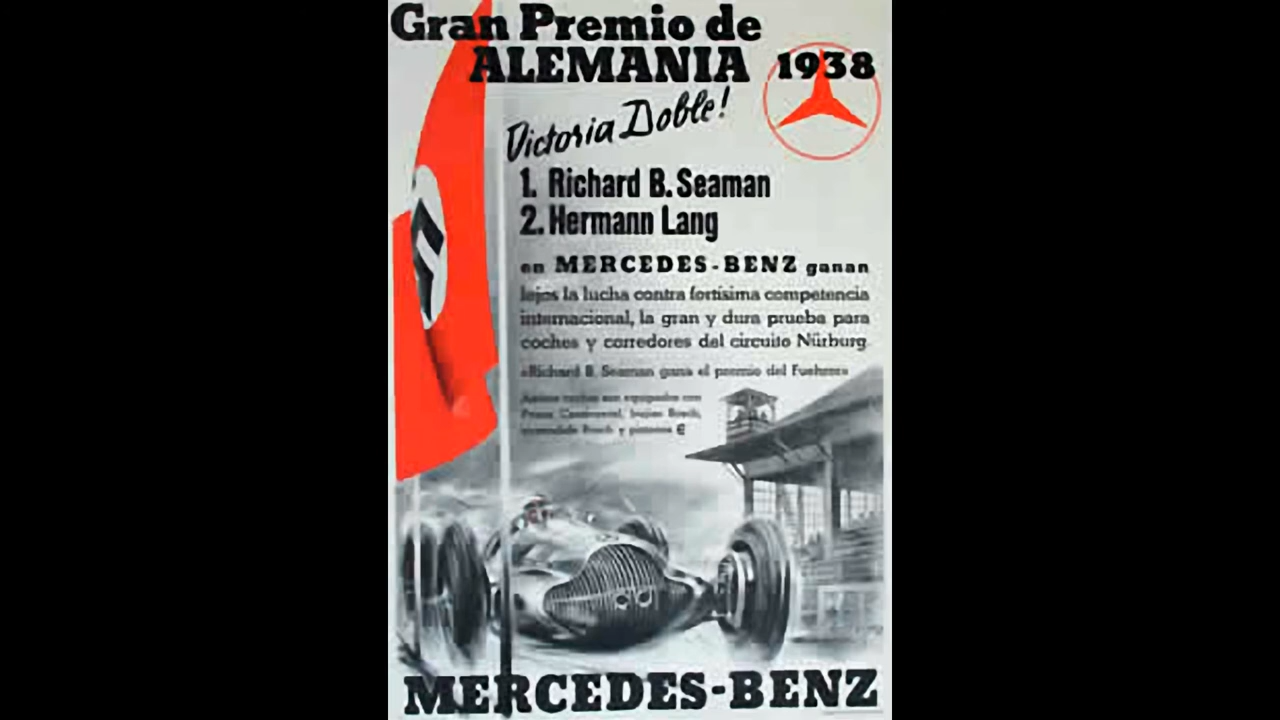 Gran Premio de
ALEMANIA 1938
Victoria Doble!
1. Richard B. Seaman
2. Hermann Lang
en MERCEDES-BENZ ganan
lejos la lucha contra fortísima competencia
internacional, la gran y dura prueba para
coches y corredores del circuito Nürburg
«Richard B. Seaman gana el premio del Fuehrer»
MERCEDES-BENZ